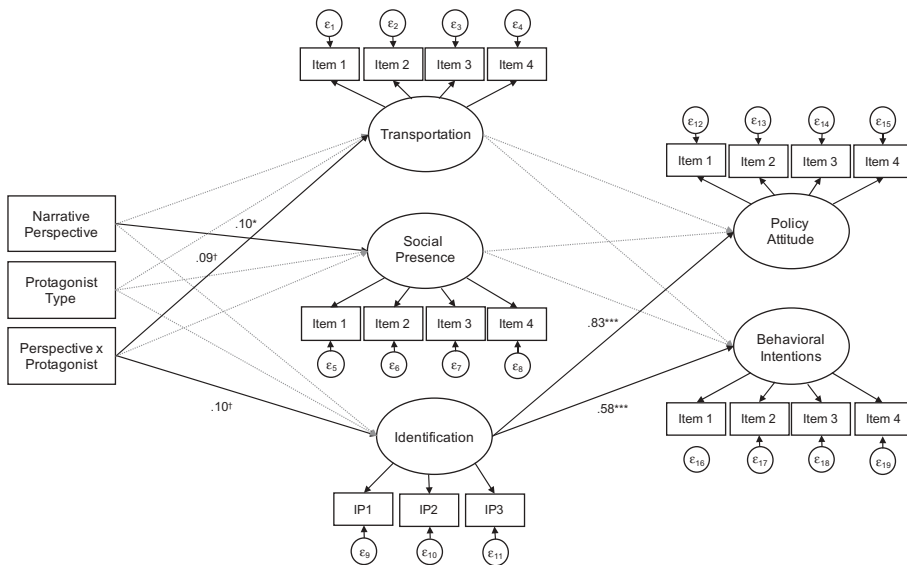 ε1 ε2 ε3 ε4
Item 1 Item 2 Item 3 Item 4
Transportation
ε12 ε13 ε14 ε15
Item 1 Item 2 Item 3 Item 4
Narrative
Perspective
.10*
.09†
Social
Presence
Policy
Attitude
Protagonist
Type
Item 1 Item 2 Item 3 Item 4
ε5 ε6 ε7 ε8
Perspective x
Protagonist
.83***
Behavioral
Intentions
.10†
.58***
Item 1 Item 2 Item 3 Item 4
ε16 ε17 ε18 ε19
Identification
IP1 IP2 IP3
ε9 ε10 ε11